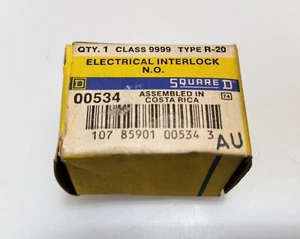 QTY. 1 CLASS 9999 TYPE R-20
ELECTRICAL INTERLOCK
N.O.
D SQUARE D
00534 ASSEMBLED IN
COSTA RICA 74
107 85901 00534 3
AU